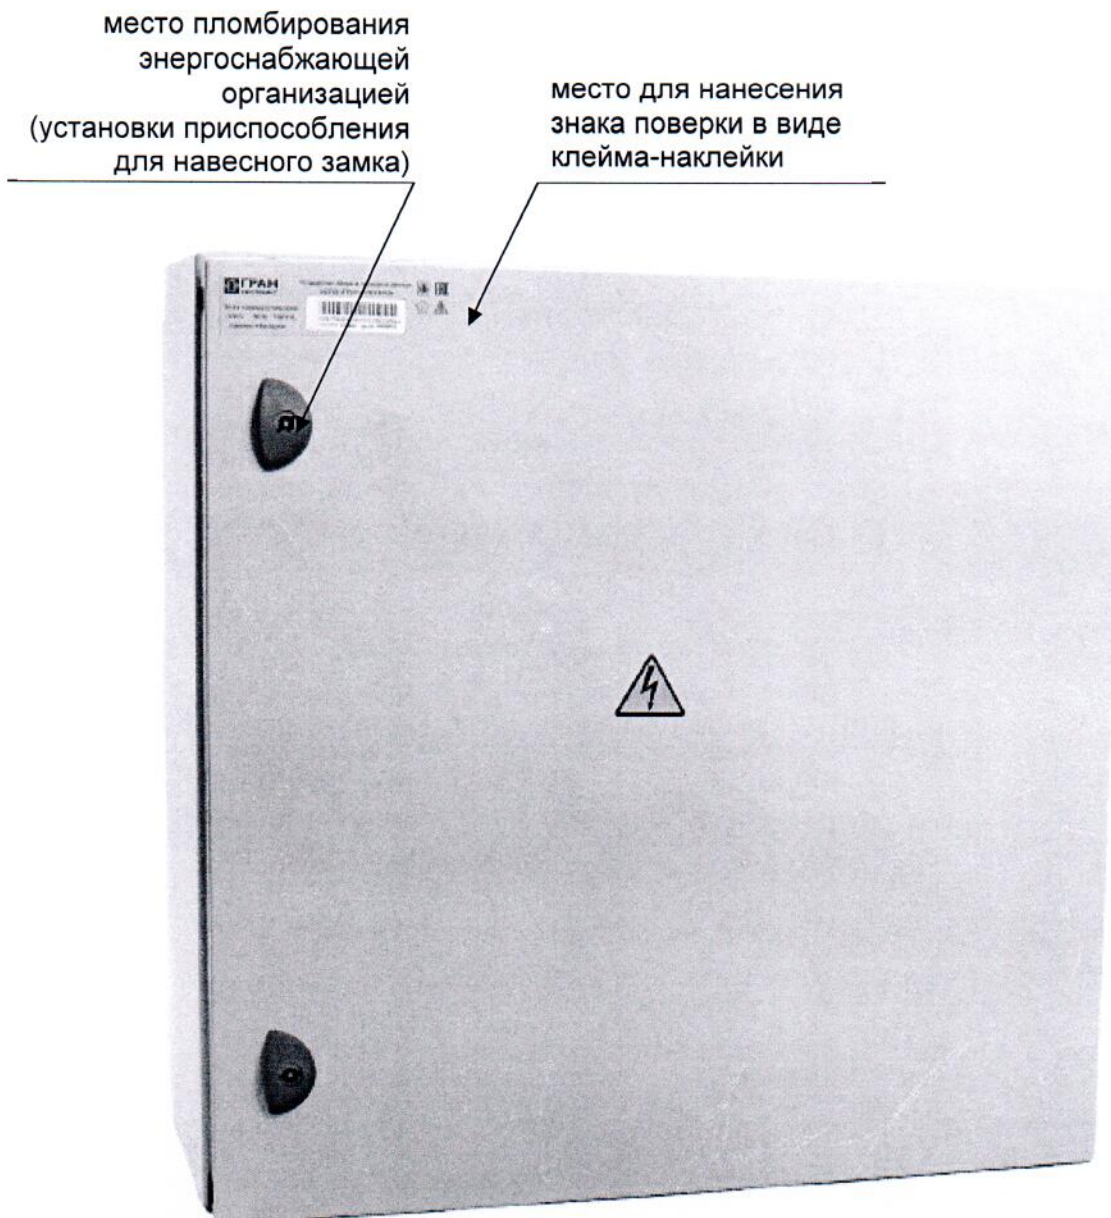 место пломбирования
энергоснабжающей
организацией
(установки приспособления
для навесного замка)
место для нанесения
знака поверки в виде
клейма-наклейки
ГРАН